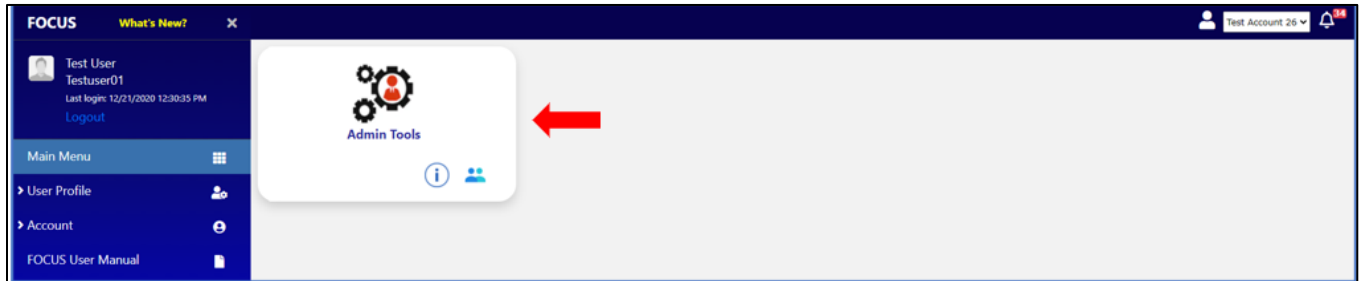 FOCUS What's New? ×
Test Account 26
34
Test User
Testuser01
Last login: 12/21/2020 12:30:35 PM
Logout
Main Menu
User Profile
Account
FOCUS User Manual
Admin Tools
i